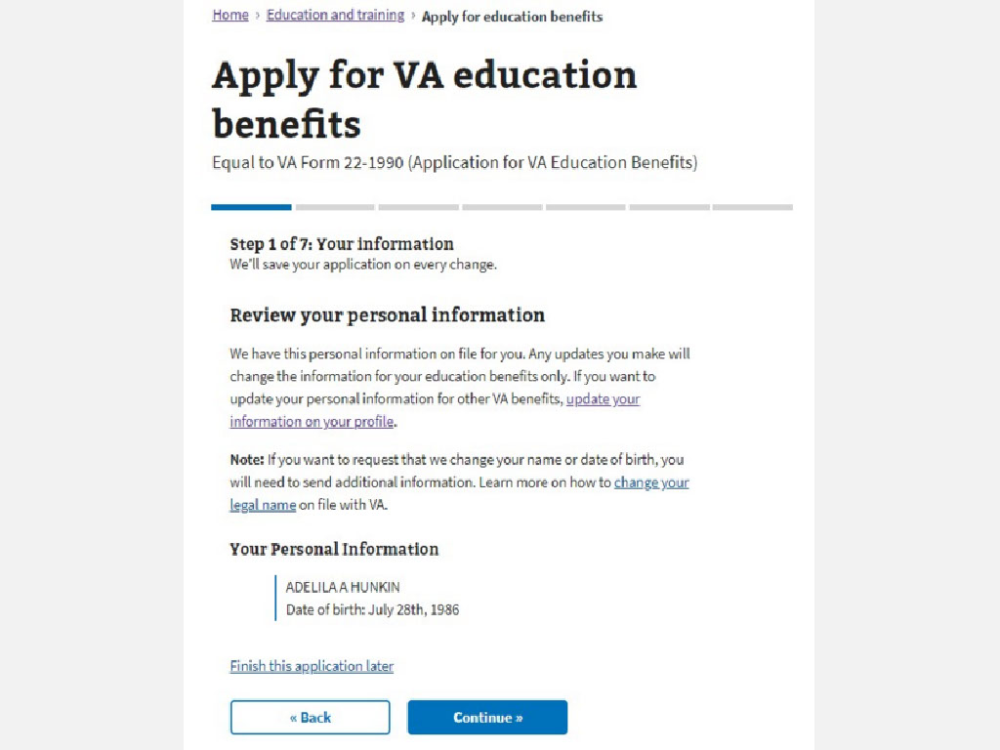 Home › Education and training › Apply for education benefits
Apply for VA education
benefits
Equal to VA Form 22-1990 (Application for VA Education Benefits)
Step 1 of 7: Your information
We'll save your application on every change.
Review your personal information
We have this personal information on file for you. Any updates you make will
change the information for your education benefits only. If you want to
update your personal information for other VA benefits, update your
information on your profile.
Note: If you want to request that we change your name or date of birth, you
will need to send additional information. Learn more on how to change your
legal name on file with VA.
Your Personal Information
ADELILA A HUNKIN
Date of birth: July 28th, 1986
Finish this application later
« Back
Continue »